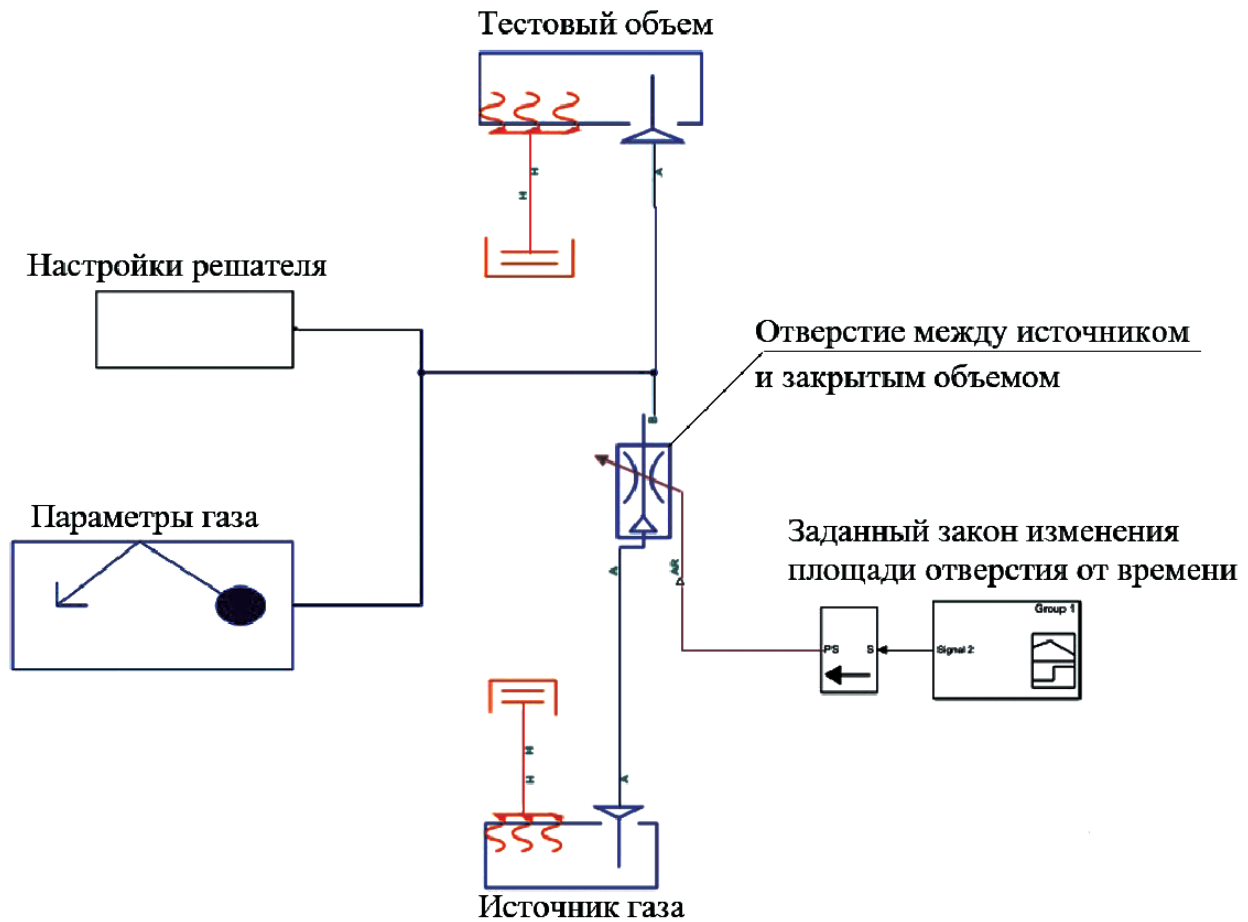 Тестовый объем
H
H
A
Настройки решателя
Отверстие между источником
и закрытым объемом
B
Параметры газа
Заданный закон изменения
площади отверстия от времени
A
AR
Group 1
PS
S
Signal 2
H
H
A
Источник газа